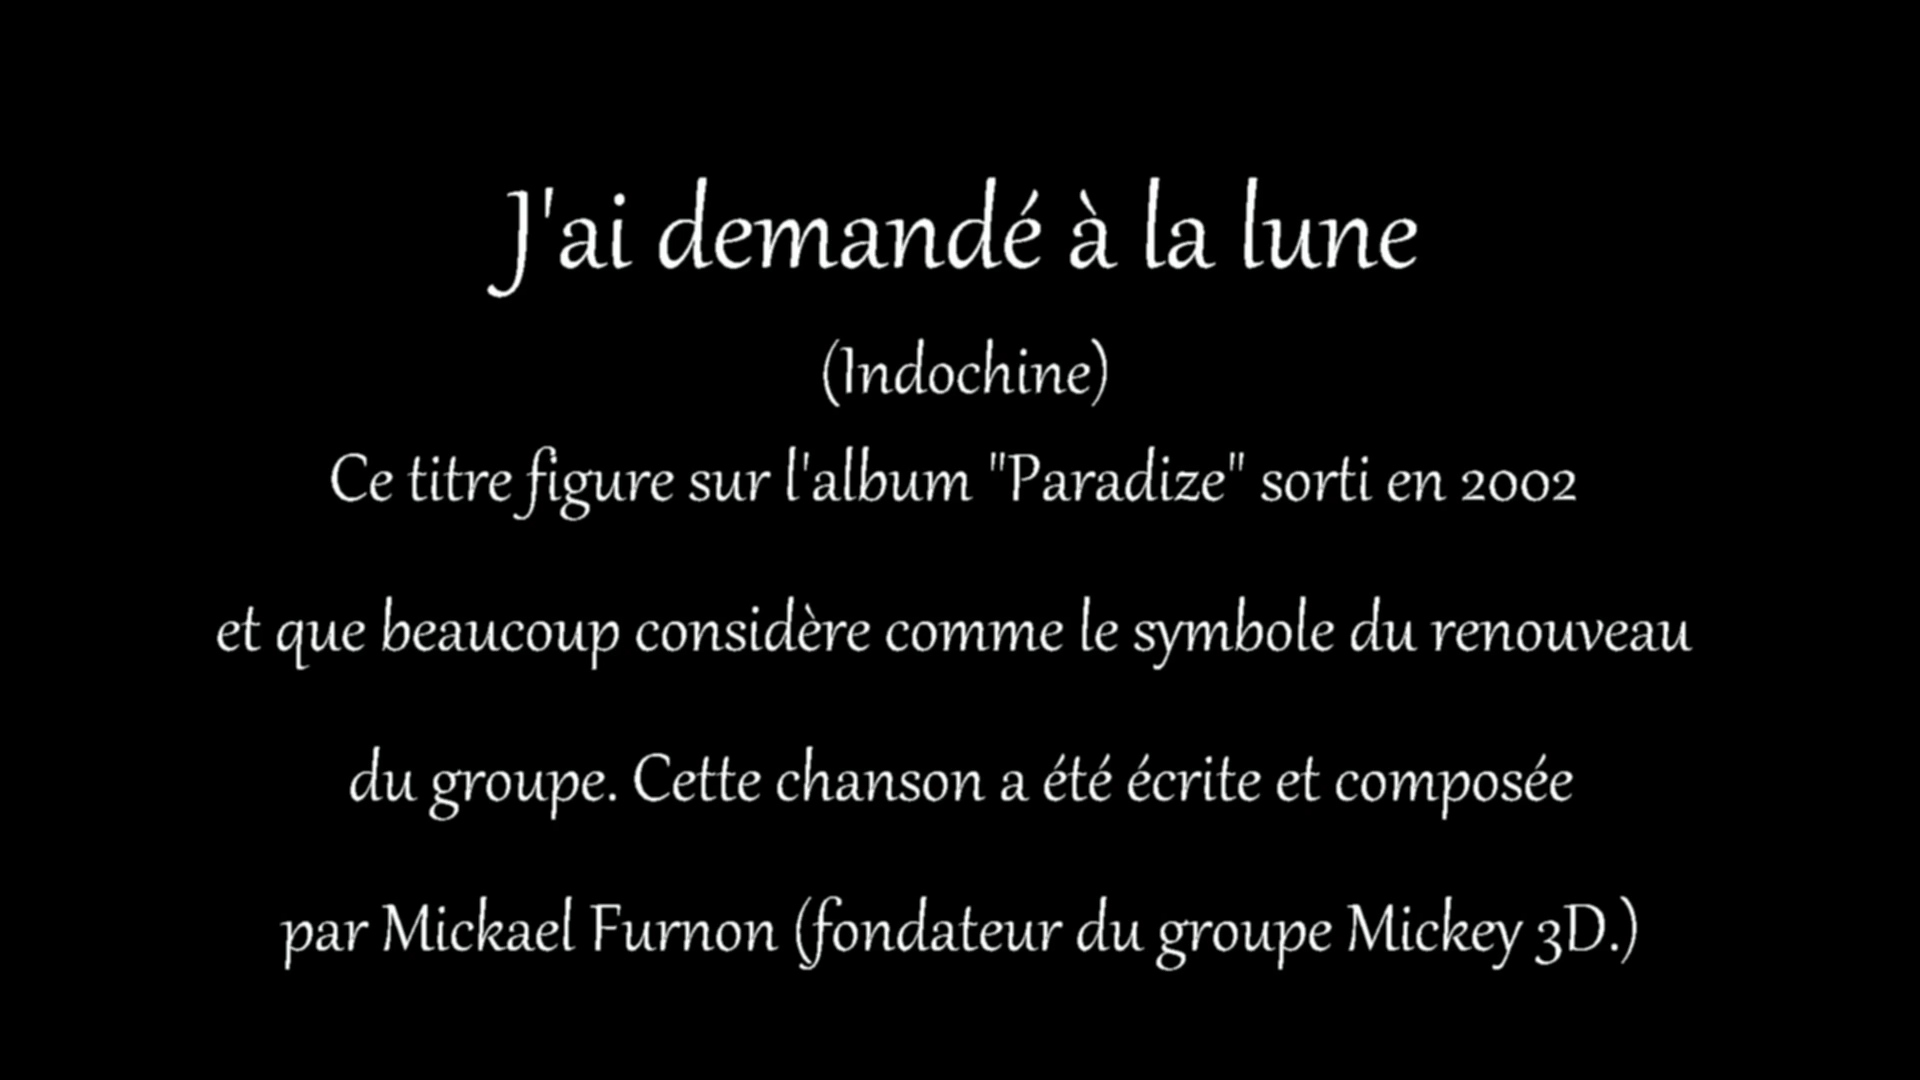 J'ai demandé à la lune
(Indochine)
Ce titre figure sur l'album "Paradize" sorti en 2002
et que beaucoup considère comme le symbole du renouveau
du groupe. Cette chanson a été écrite et composée
par Mickael Furnon (fondateur du groupe Mickey 3D.)